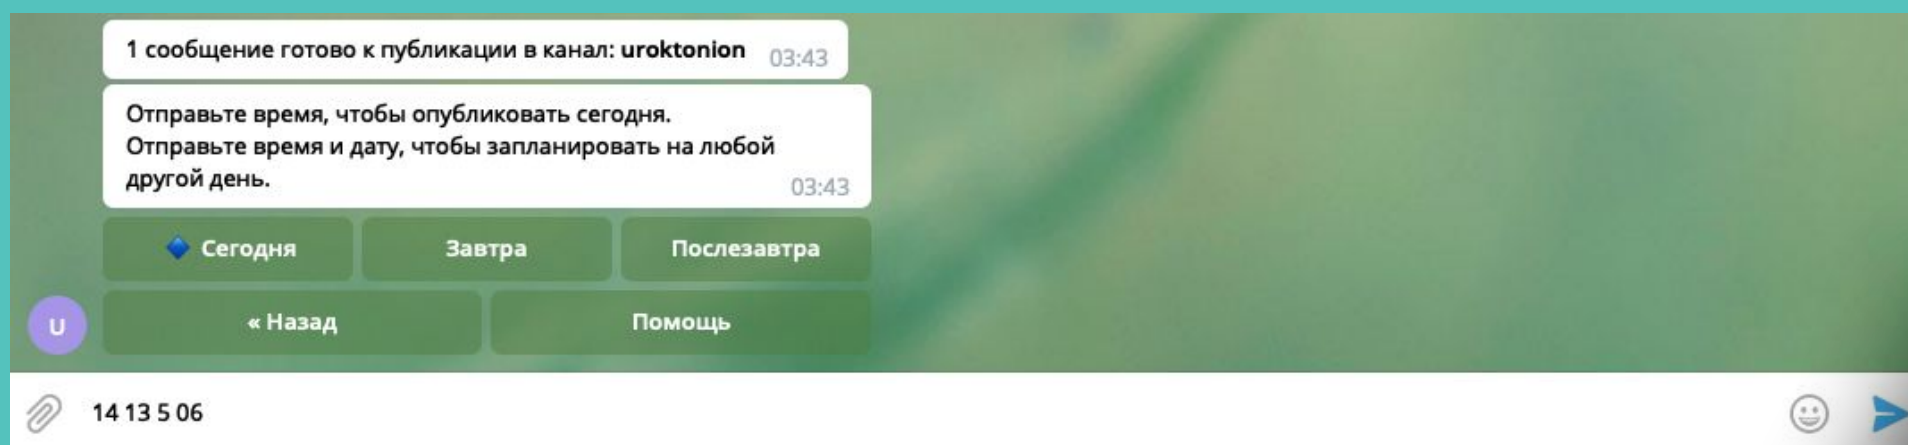 1 сообщение готово к публикации в канал: uroktonion 03:43
Отправьте время, чтобы опубликовать сегодня.
Отправьте время и дату, чтобы запланировать на любой
другой день. 03:43
Сегодня Завтра Послезавтра
U « Назад Помощь
14 13 5 06